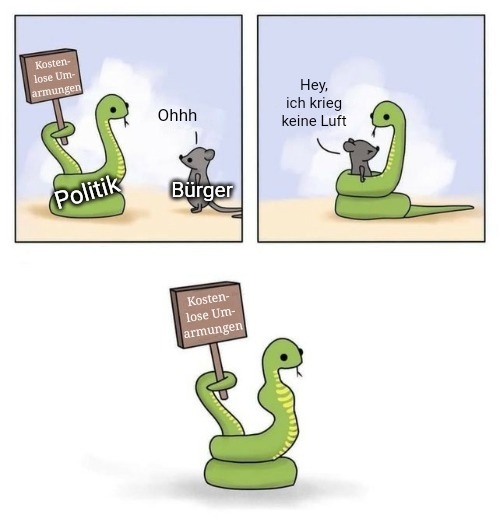 Kosten-
lose Um-
armungen
Ohhh
Politik
Bürger
Hey,
ich krieg
keine Luft
Kosten-
lose Um-
armungen